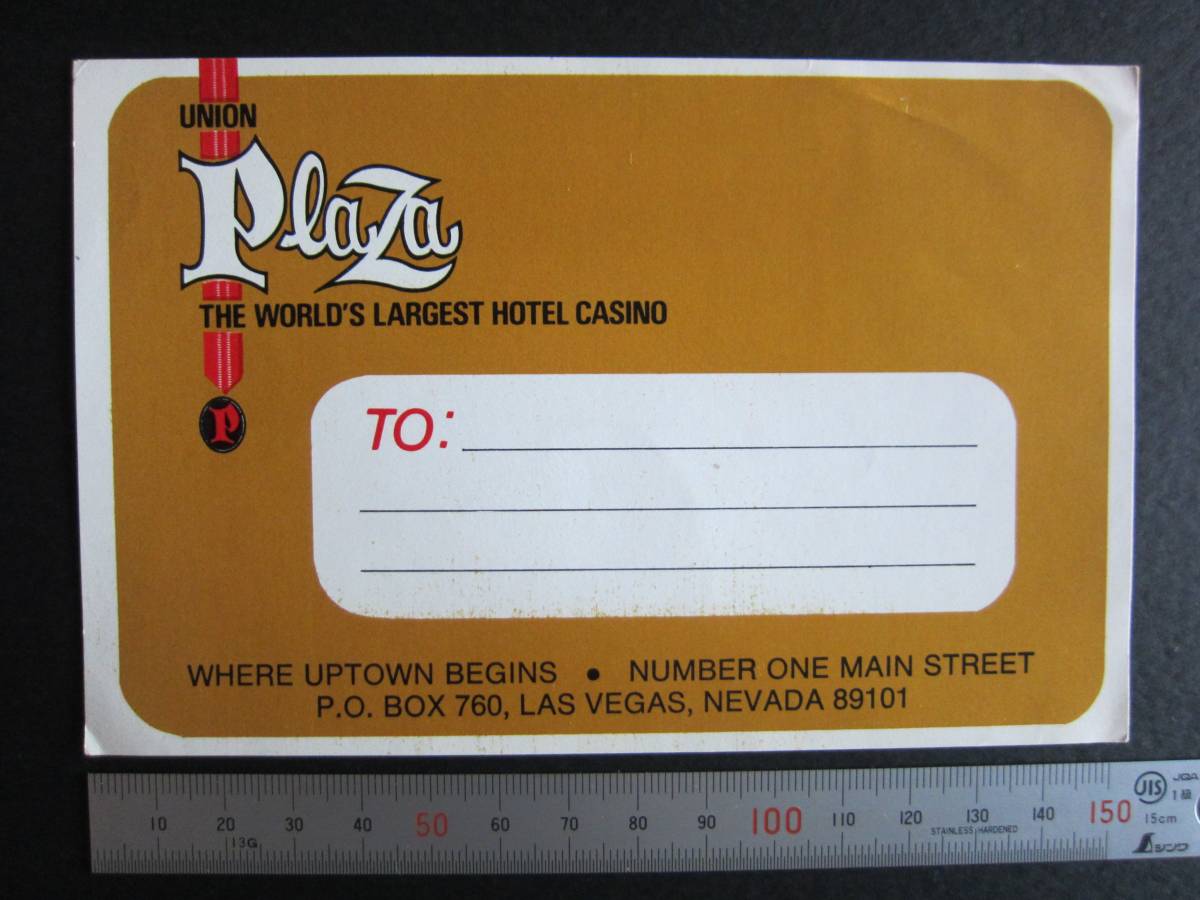 UNION
Plaza
THE WORLD'S LARGEST HOTEL CASINO
P
TO:
WHERE UPTOWN BEGINS • NUMBER ONE MAIN STREET
P.O. BOX 760, LAS VEGAS, NEVADA 89101
10 20 30 40 50 60 70 80 90 100 110 120 130 140 150
13G
STAINLESS HARDENED
JIS
JQA
1級
15cm
シンワ